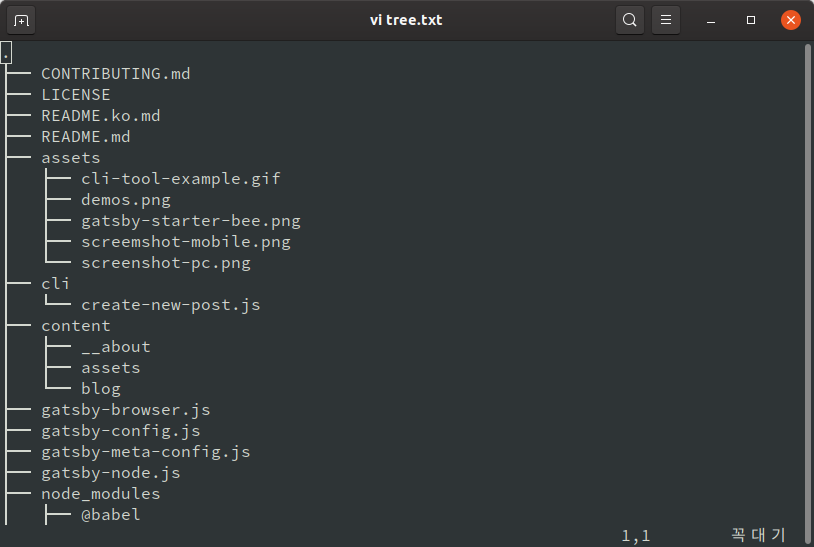 vi tree.txt
.
├── CONTRIBUTING.md
├── LICENSE
├── README.ko.md
├── README.md
├── assets
│   ├── cli-tool-example.gif
│   ├── demos.png
│   ├── gatsby-starter-bee.png
│   ├── screemshot-mobile.png
│   └── screenshot-pc.png
├── cli
│   └── create-new-post.js
├── content
│   ├── __about
│   ├── assets
│   └── blog
├── gatsby-browser.js
├── gatsby-config.js
├── gatsby-meta-config.js
├── gatsby-node.js
├── node_modules
│   ├── @babel
1,1 꼭대기